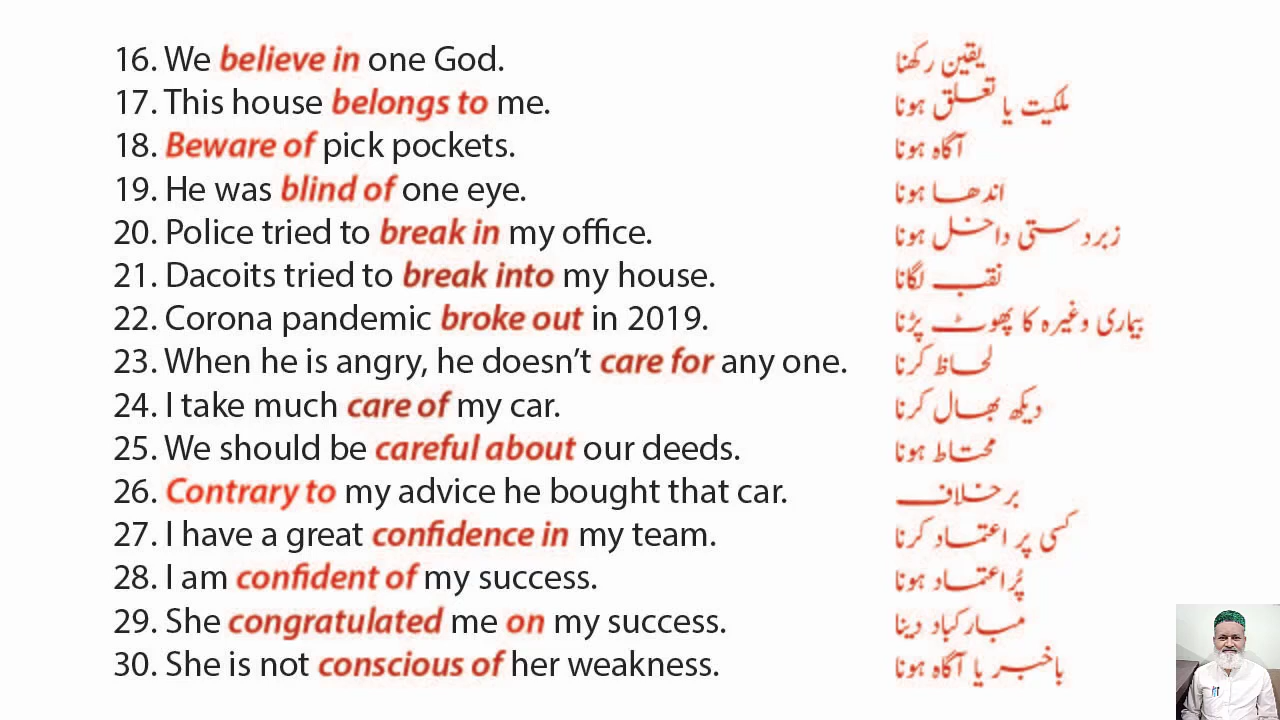 16. We believe in one God. یقین رکھنا
17. This house belongs to me. ملکیت یا تعلق ہونا
18. Beware of pick pockets. آگاہ ہونا
19. He was blind of one eye. اندھا ہونا
20. Police tried to break in my office. زبردستی داخل ہونا
21. Dacoits tried to break into my house. نقب لگانا
22. Corona pandemic broke out in 2019. بیماری وغیرہ کا پھوٹ پڑنا
23. When he is angry, he doesn’t care for any one. لحاظ کرنا
24. I take much care of my car. دیکھ بھال کرنا
25. We should be careful about our deeds. محتاط ہونا
26. Contrary to my advice he bought that car. برخلاف
27. I have a great confidence in my team. کسی پر اعتماد کرنا
28. I am confident of my success. پُراعتماد ہونا
29. She congratulated me on my success. مبارکباد دینا
30. She is not conscious of her weakness. باخبر یا آگاہ ہونا